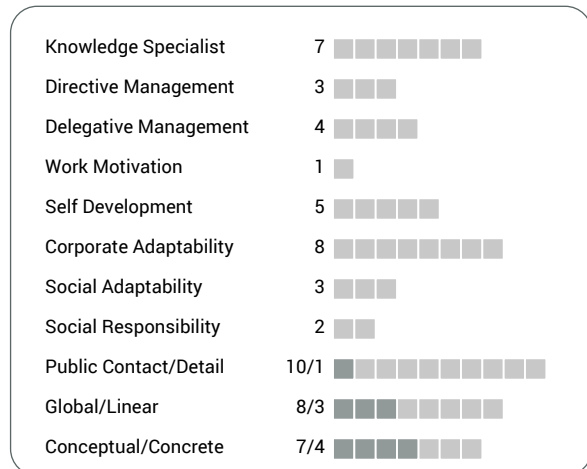 Knowledge Specialist 7
Directive Management 3
Delegative Management 4
Work Motivation 1
Self Development 5
Corporate Adaptability 8
Social Adaptability 3
Social Responsibility 2
Public Contact/Detail 10/1
Global/Linear 8/3
Conceptual/Concrete 7/4